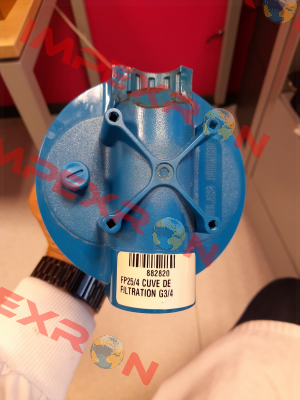 IMPEXRON
IMPEXRON
IMPEXRON
882820
FP25/4 CUVE DE
FILTRATION G3/4